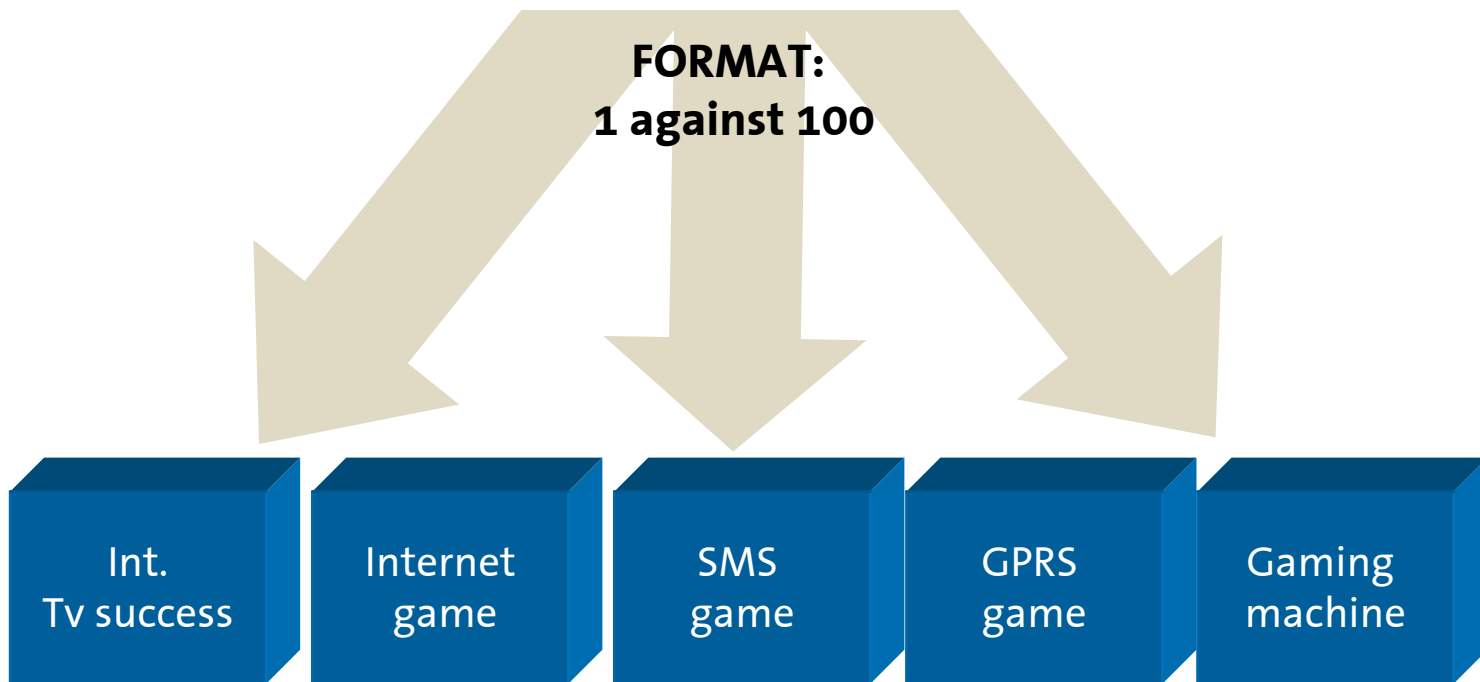 FORMAT:
1 against 100
Int.
Tv success
Internet
game
SMS
game
GPRS
game
Gaming
machine